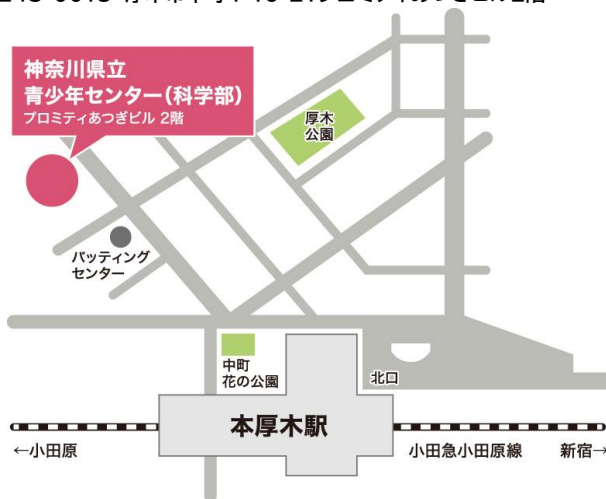 神奈川県立
青少年センター(科学部)
プロミティあつぎビル 2階
厚木
公園
バッティング
センター
中町
花の公園
北口
本厚木駅
←小田原
小田急小田原線
新宿→